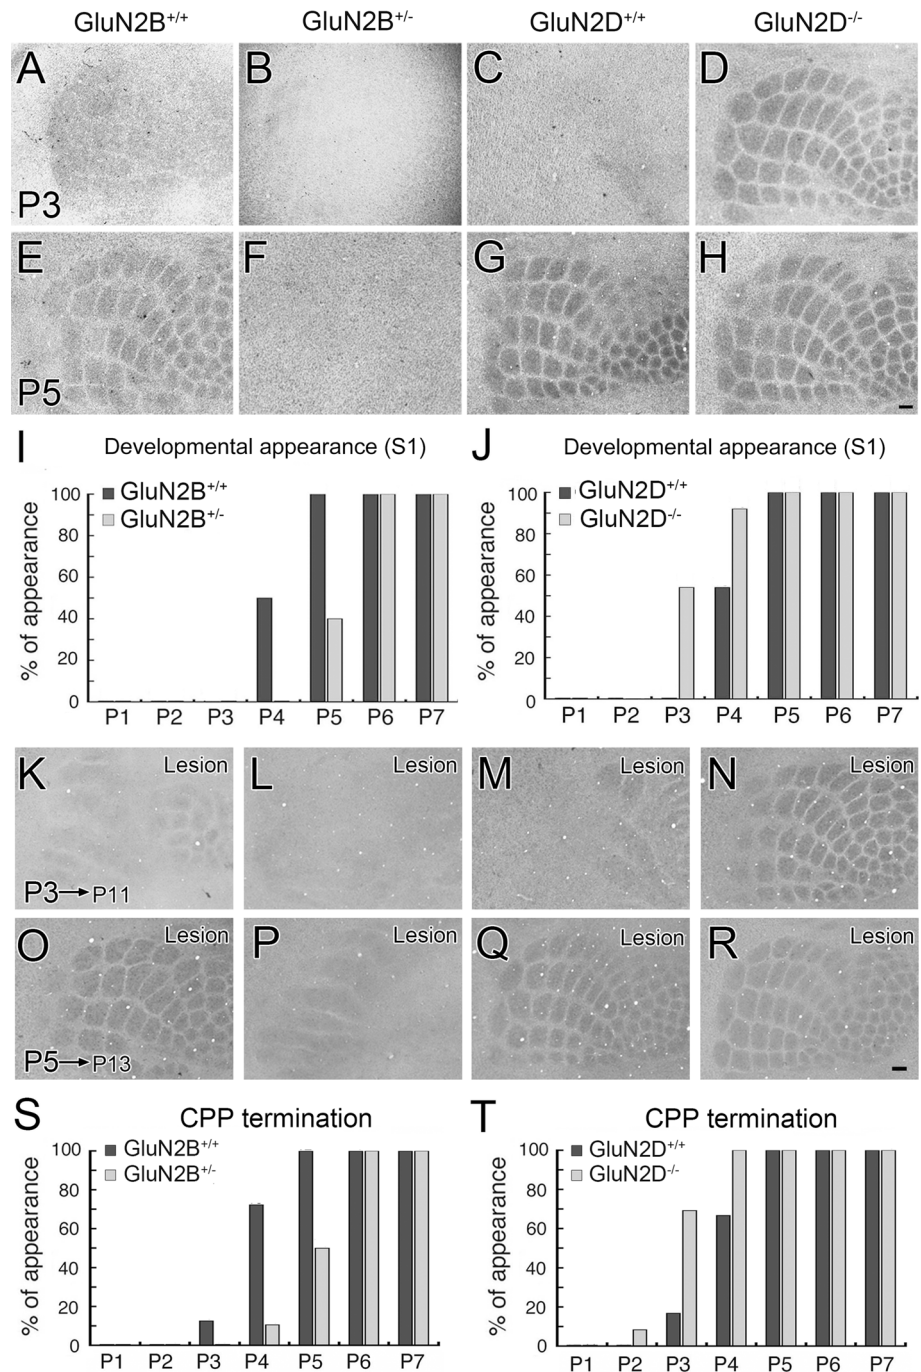 GluN2B+/+ GluN2B+/- GluN2D+/+ GluN2D-/-
A B C D
P3
E F G H
P5
I Developmental appearance (S1)
% of appearance
100
80
60
40
20
0
GluN2B+/+
GluN2B+/-
P1 P2 P3 P4 P5 P6 P7
J Developmental appearance (S1)
% of appearance
100
80
60
40
20
0
GluN2D+/+
GluN2D-/-
P1 P2 P3 P4 P5 P6 P7
K Lesion L Lesion M Lesion N Lesion
P3→P11
O Lesion P Lesion Q Lesion R Lesion
P5→P13
S CPP termination
% of appearance
100
80
60
40
20
0
GluN2B+/+
GluN2B+/-
P1 P2 P3 P4 P5 P6 P7
T CPP termination
% of appearance
100
80
60
40
20
0
GluN2D+/+
GluN2D-/-
P1 P2 P3 P4 P5 P6 P7